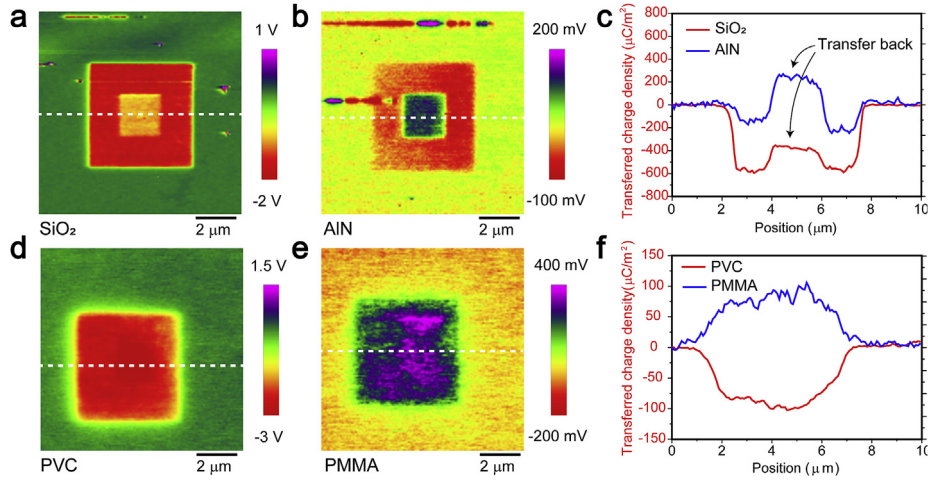 a
1 V
-2 V
SiO₂
2 μm
b
200 mV
-100 mV
AlN
2 μm
c
Transferred charge density (μC/m²)
800
600
400
200
0
-200
-400
-600
-800
SiO₂
AlN
Transfer back
0 2 4 6 8 10
Position (μm)
d
1.5 V
-3 V
PVC
2 μm
e
400 mV
-200 mV
PMMA
2 μm
f
Transferred charge density(μC/m²)
150
100
50
0
-50
-100
-150
PVC
PMMA
0 2 4 6 8 10
Position (μm)